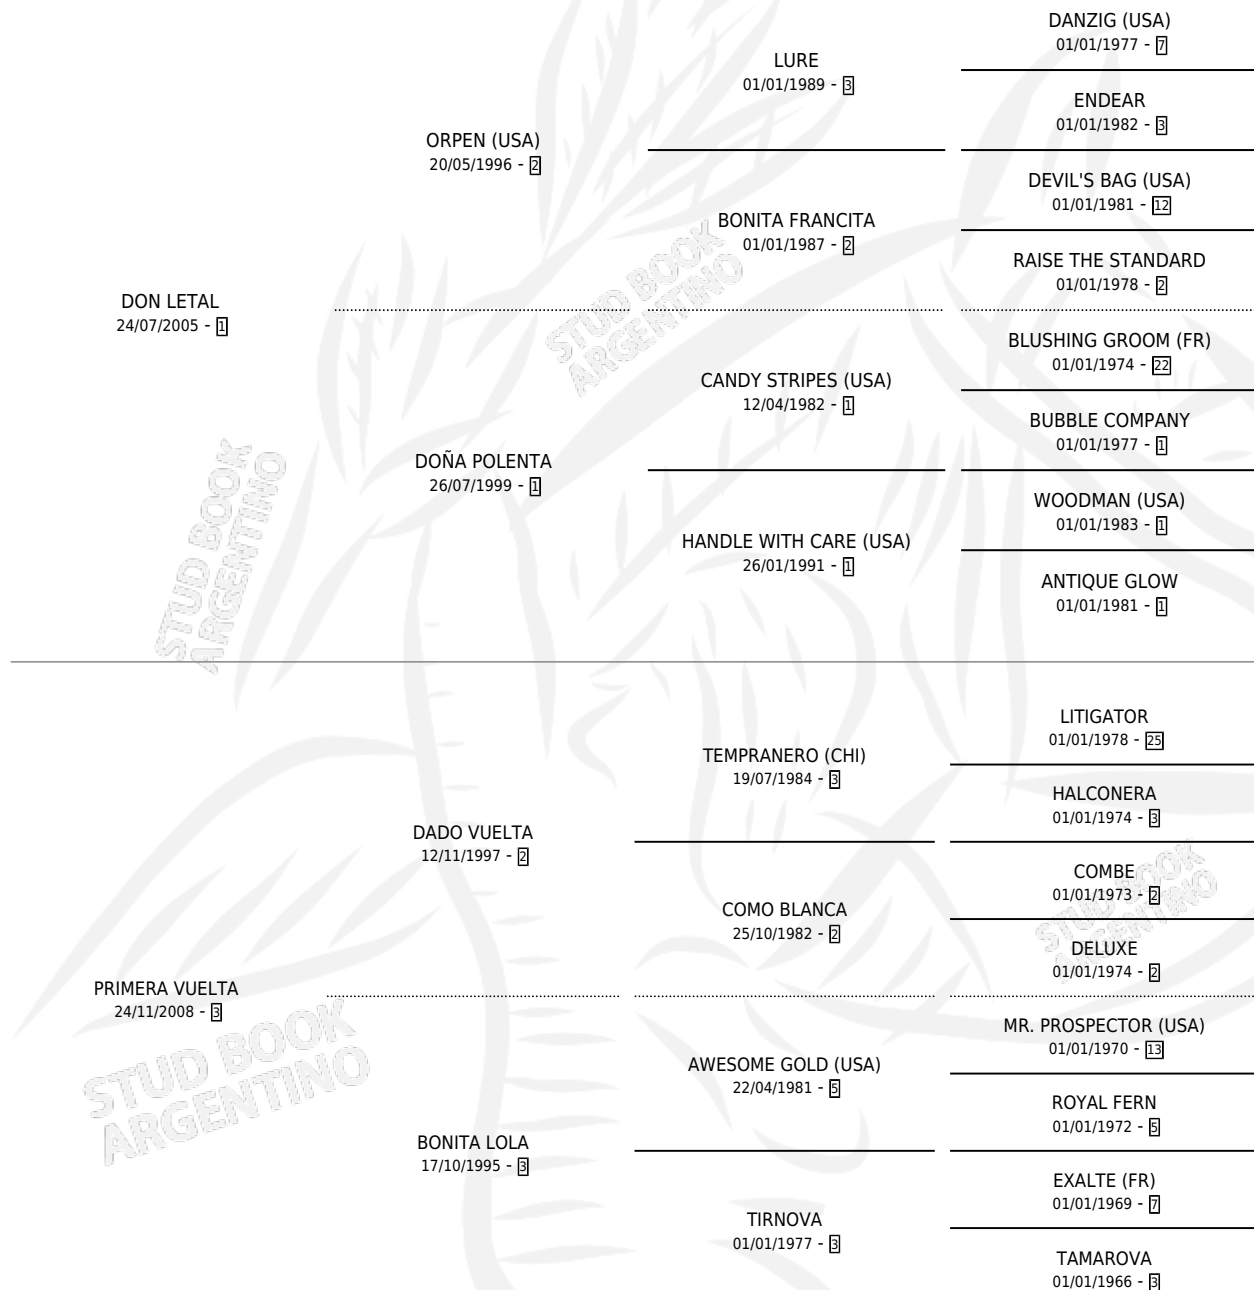 DANZIG (USA)
01/01/1977 - 7
LURE
01/01/1989 - 3
ENDEAR
01/01/1982 - 3
ORPEN (USA)
20/05/1996 - 2
DEVIL'S BAG (USA)
01/01/1981 - 12
BONITA FRANCITA
01/01/1987 - 2
RAISE THE STANDARD
01/01/1978 - 2
DON LETAL
24/07/2005 - 1
BLUSHING GROOM (FR)
01/01/1974 - 22
CANDY STRIPES (USA)
12/04/1982 - 1
BUBBLE COMPANY
01/01/1977 - 1
DOÑA POLENTA
26/07/1999 - 1
WOODMAN (USA)
01/01/1983 - 1
HANDLE WITH CARE (USA)
26/01/1991 - 1
ANTIQUE GLOW
01/01/1981 - 1
STUD BOOK
ARGENTINO
STUD BOOK
ARGENTINO
LITIGATOR
01/01/1978 - 25
TEMPRANERO (CHI)
19/07/1984 - 3
HALCONERA
01/01/1974 - 3
DADO VUELTA
12/11/1997 - 2
COMBE
01/01/1973 - 2
COMO BLANCA
25/10/1982 - 2
DELUXE
01/01/1974 - 2
STUD BOOK
ARGENTINO
PRIMERA VUELTA
24/11/2008 - 3
MR. PROSPECTOR (USA)
01/01/1970 - 13
AWESOME GOLD (USA)
22/04/1981 - 5
ROYAL FERN
01/01/1972 - 5
BONITA LOLA
17/10/1995 - 3
EXALTE (FR)
01/01/1969 - 7
TIRNOVA
01/01/1977 - 3
TAMAROVA
01/01/1966 - 3
STUD BOOK
ARGENTINO